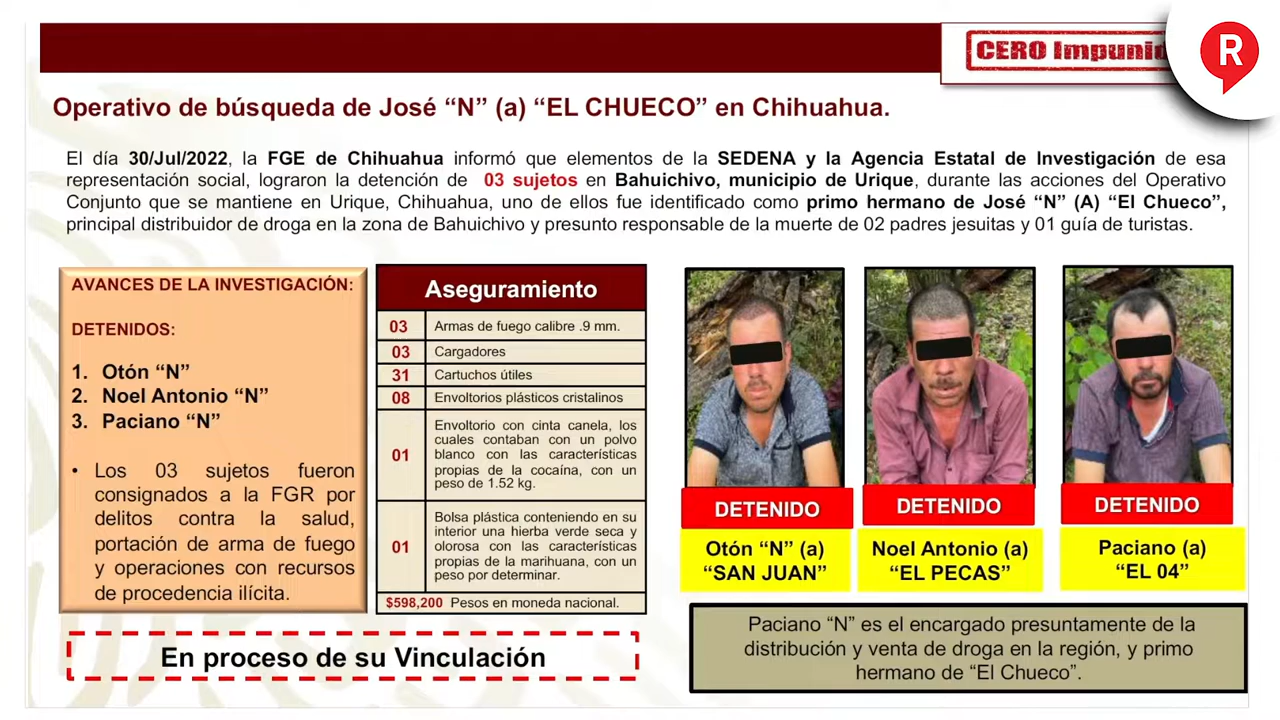 CERO Impunid
R
Operativo de búsqueda de José “N” (a) “EL CHUECO” en Chihuahua.
El día 30/Jul/2022, la FGE de Chihuahua informó que elementos de la SEDENA y la Agencia Estatal de Investigación de esa
representación social, lograron la detención de 03 sujetos en Bahuichivo, municipio de Urique, durante las acciones del Operativo
Conjunto que se mantiene en Urique, Chihuahua, uno de ellos fue identificado como primo hermano de José “N” (A) “El Chueco”,
principal distribuidor de droga en la zona de Bahuichivo y presunto responsable de la muerte de 02 padres jesuitas y 01 guía de turistas.
AVANCES DE LA INVESTIGACIÓN:
DETENIDOS:
1. Otón “N”
2. Noel Antonio “N”
3. Paciano “N”
• Los 03 sujetos fueron
consignados a la FGR por
delitos contra la salud,
portación de arma de fuego
y operaciones con recursos
de procedencia ilícita.
Aseguramiento
03 Armas de fuego calibre .9 mm.
03 Cargadores
31 Cartuchos útiles
08 Envoltorios plásticos cristalinos
01 Envoltorio con cinta canela, los
cuales contaban con un polvo
blanco con las características
propias de la cocaína, con un
peso de 1.52 kg.
01 Bolsa plástica conteniendo en su
interior una hierba verde seca y
olorosa con las características
propias de la marihuana, con un
peso por determinar.
$598,200 Pesos en moneda nacional.
DETENIDO
Otón “N” (a)
“SAN JUAN”
DETENIDO
Noel Antonio (a)
“EL PECAS”
DETENIDO
Paciano (a)
“EL 04”
En proceso de su Vinculación
Paciano “N” es el encargado presuntamente de la
distribución y venta de droga en la región, y primo
hermano de “El Chueco”.